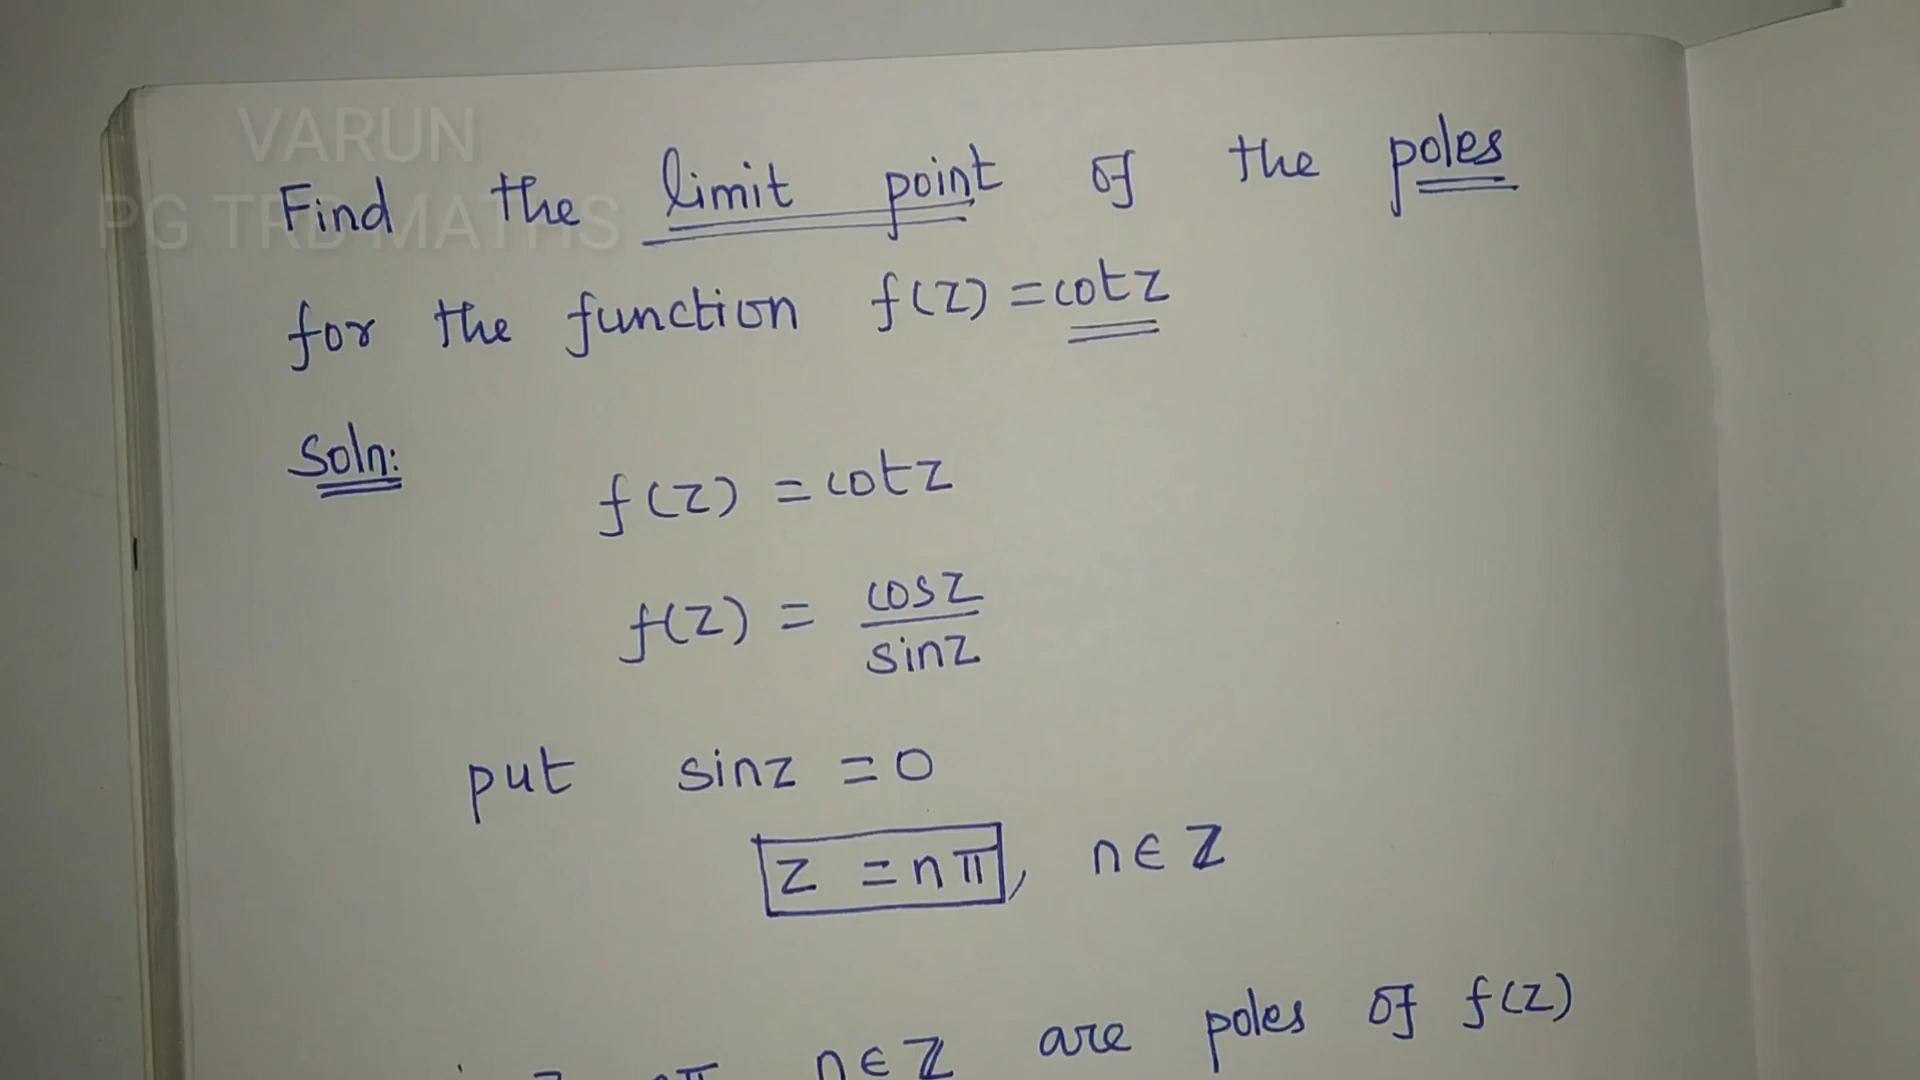 VARUN
PG TRB MATHS
Find the limit point of the poles
for the function f(z) = cot z
Soln:
f(z) = cot z
f(z) = cos z / sin z
put sin z = 0
z = nπ, n ∈ Z
n ∈ Z are poles of f(z)